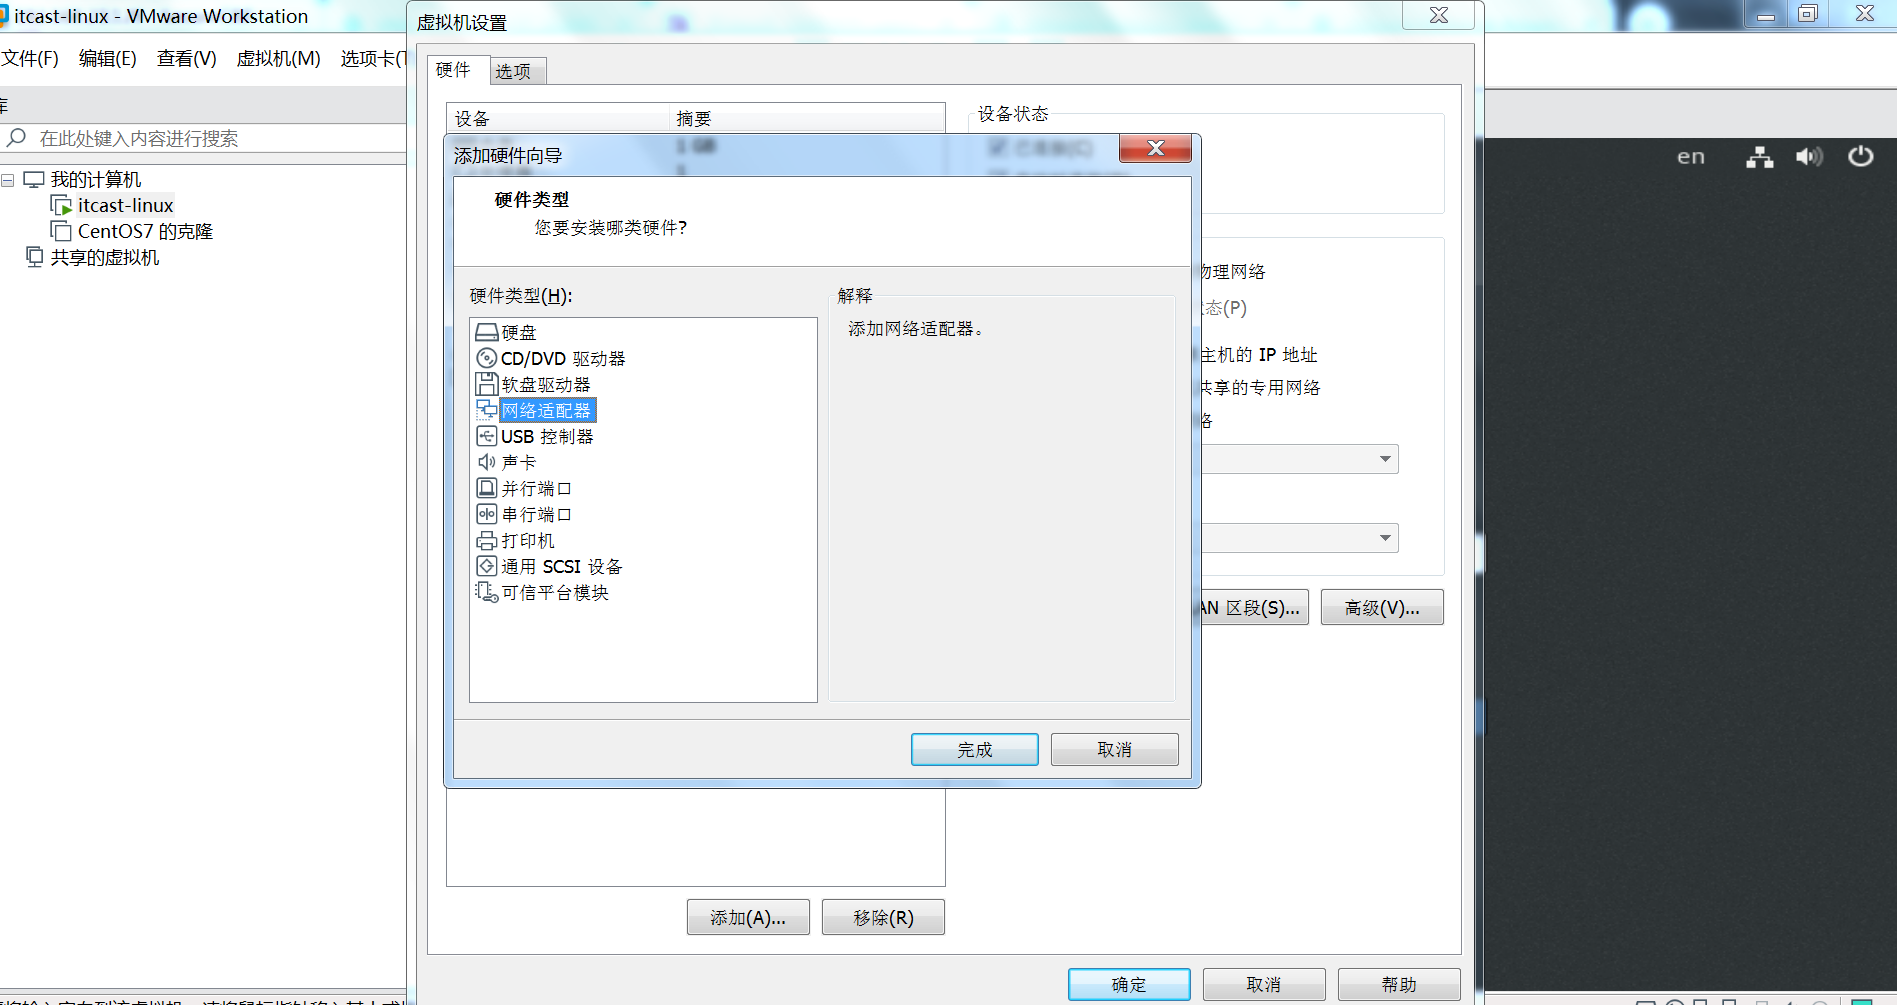 itcast-linux - VMware Workstation
文件(F) 编辑(E) 查看(V) 虚拟机(M) 选项卡(T
库
在此处键入内容进行搜索
我的计算机
itcast-linux
CentOS7 的克隆
共享的虚拟机
虚拟机设置
硬件 选项
设备 摘要
1 GB
1
设备状态
已连接(C)
添加硬件向导
硬件类型
您要安装哪类硬件?
硬件类型(H):
硬盘
CD/DVD 驱动器
软盘驱动器
网络适配器
USB 控制器
声卡
并行端口
串行端口
打印机
通用 SCSI 设备
可信平台模块
解释
添加网络适配器。
完成 取消
物理网络
态(P)
主机的 IP 地址
共享的专用网络
络
AN 区段(S)... 高级(V)...
添加(A)... 移除(R)
确定 取消 帮助
en